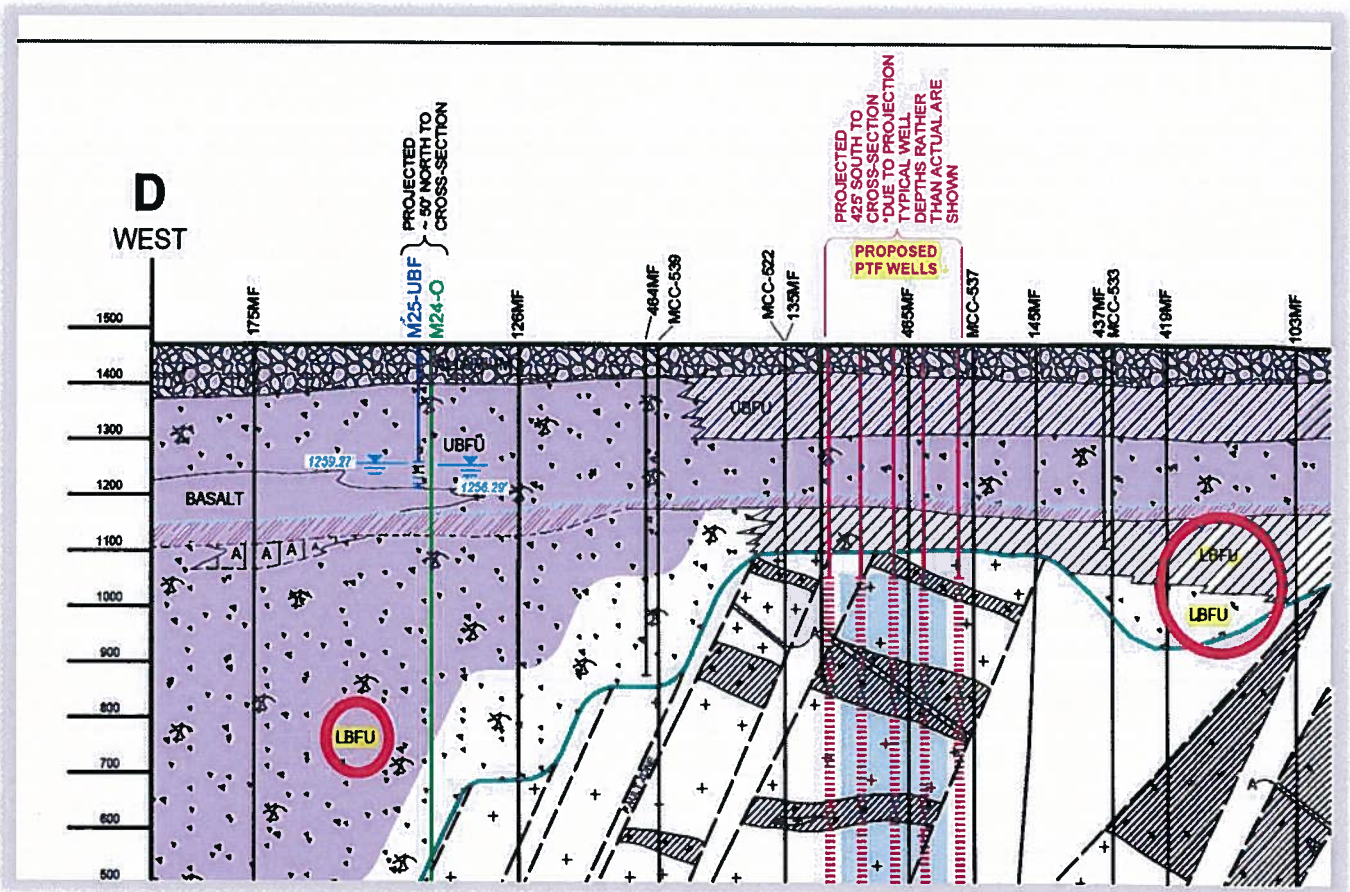 D
WEST
PROJECTED
~ 50' NORTH TO
CROSS-SECTION
M25-UBF
M24-O
PROJECTED
425' SOUTH TO
CROSS-SECTION
*DUE TO PROJECTION
TYPICAL WELL
DEPTHS RATHER
THAN ACTUAL ARE
SHOWN
PROPOSED
PTF WELLS
175MF
126MF
464MF
MCC-539
MCC-522
135MF
465MF
MCC-537
145MF
437MF
MCC-533
419MF
103MF
1500
1400
1300
1200
1100
1000
900
800
700
600
500
UBFU
UBFU
1259.27'
1256.29'
BASALT
A
A
A
A
A
LBFU
LBFU
LBFU